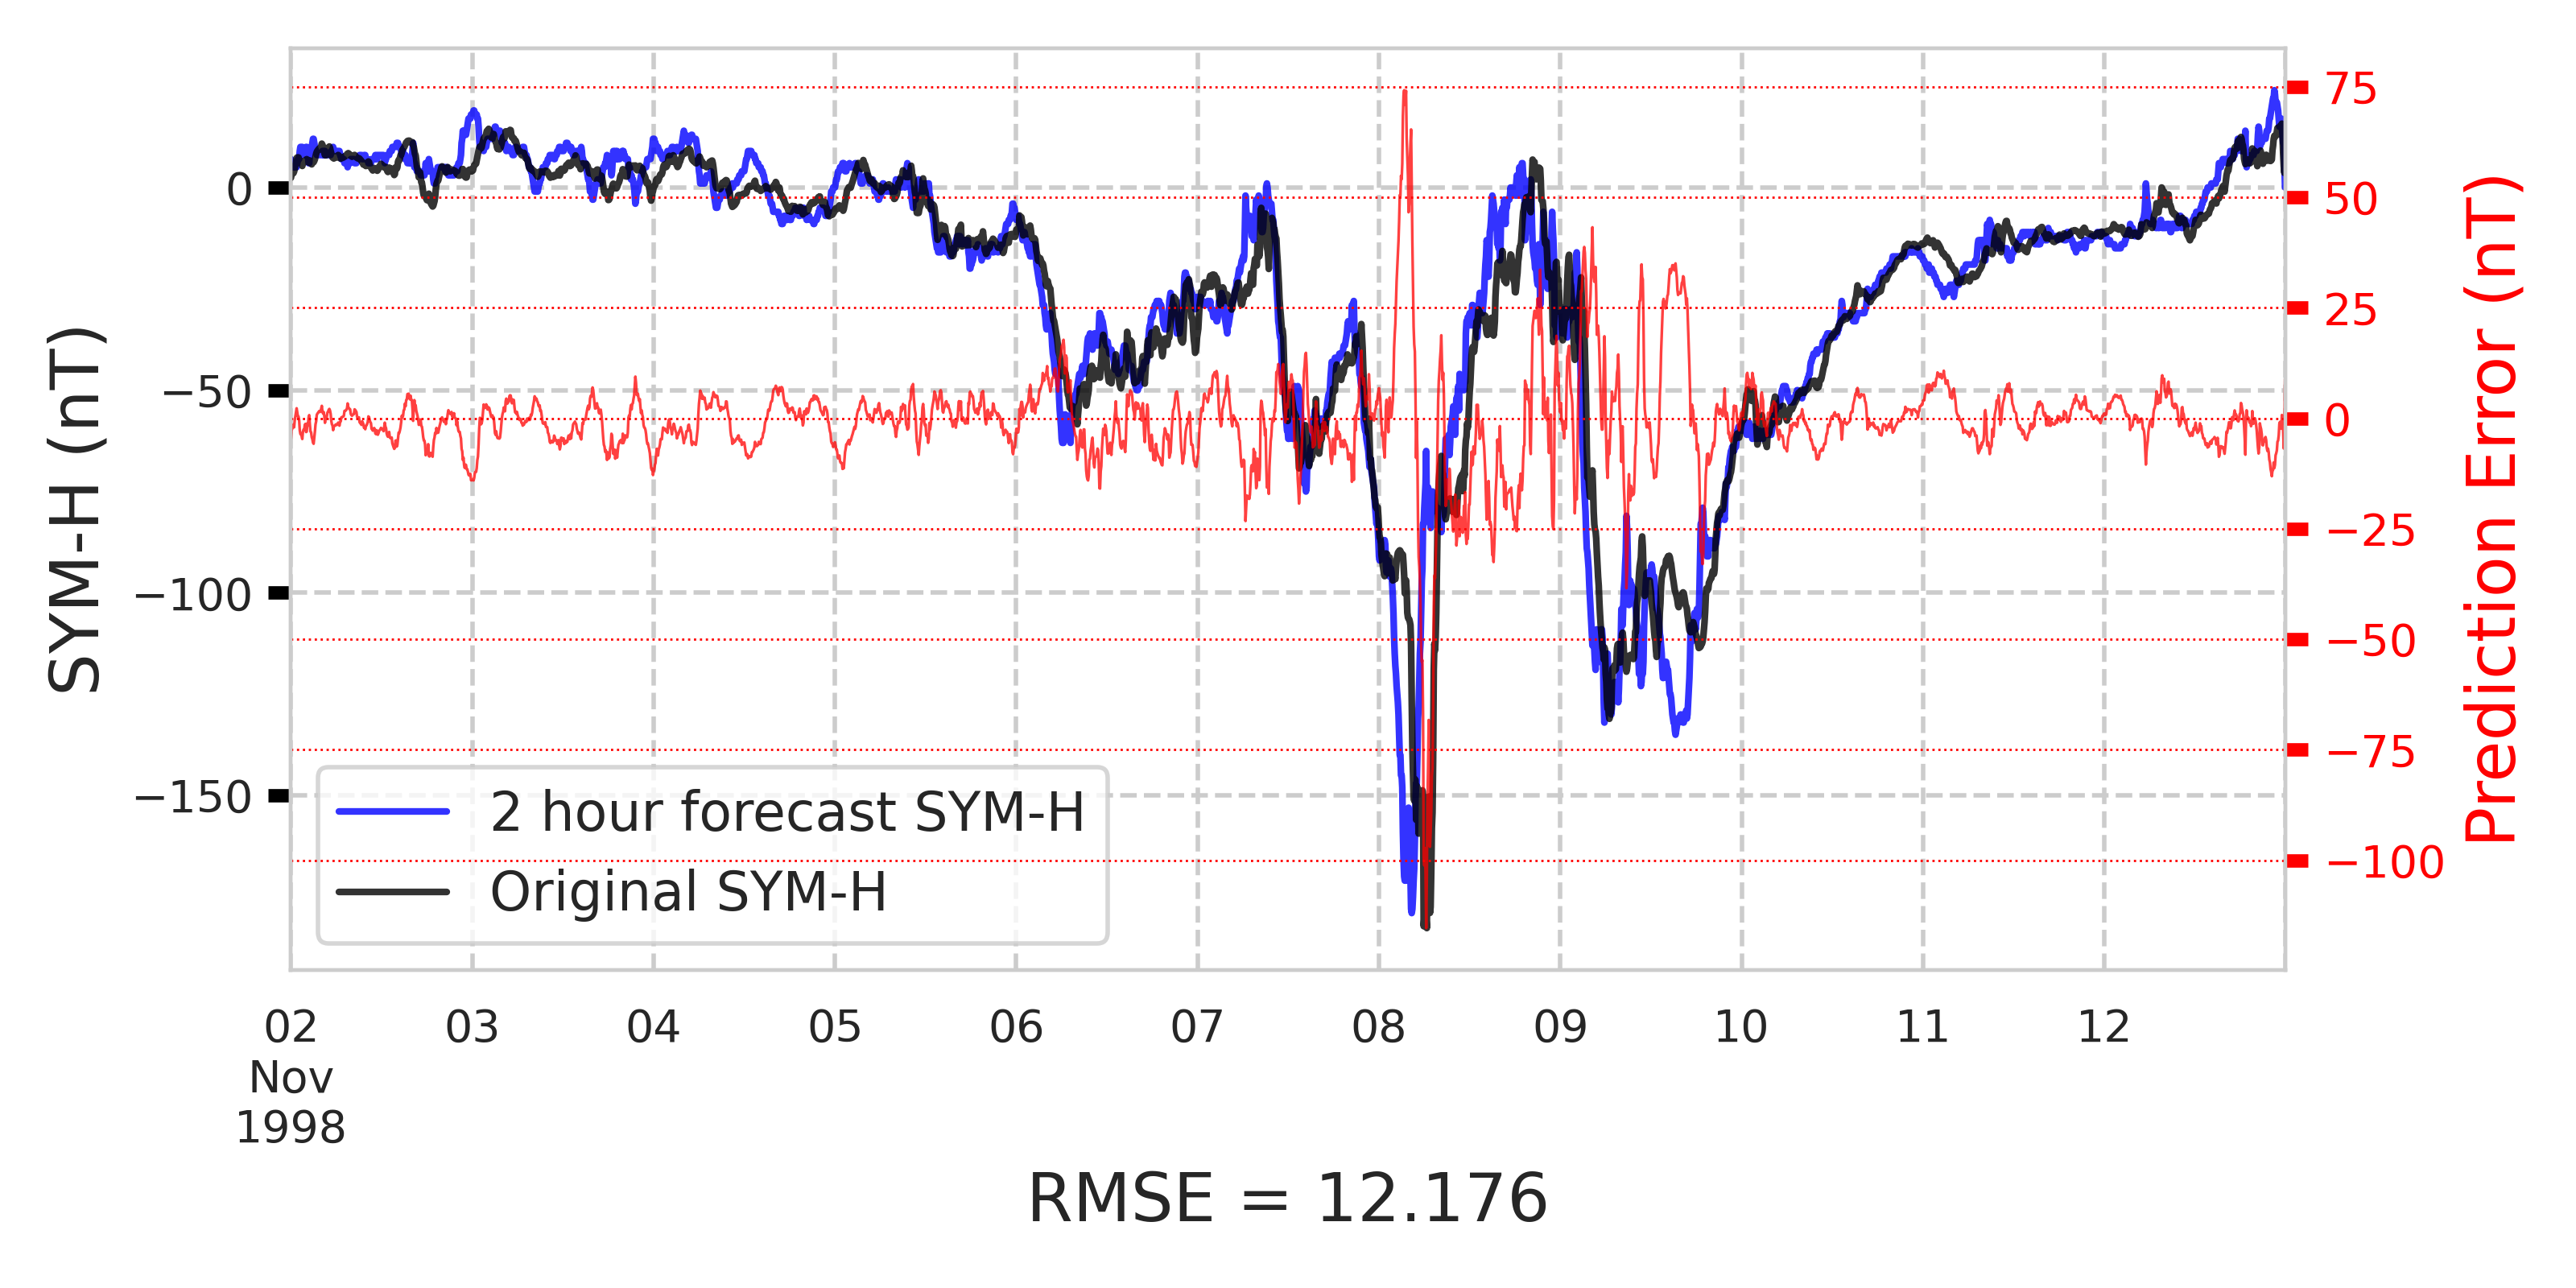 SYM-H (nT)
0
−50
−100
−150
75
50
25
0
−25
−50
−75
−100
Prediction Error (nT)
2 hour forecast SYM-H
Original SYM-H
02 03 04 05 06 07 08 09 10 11 12
Nov
1998
RMSE = 12.176